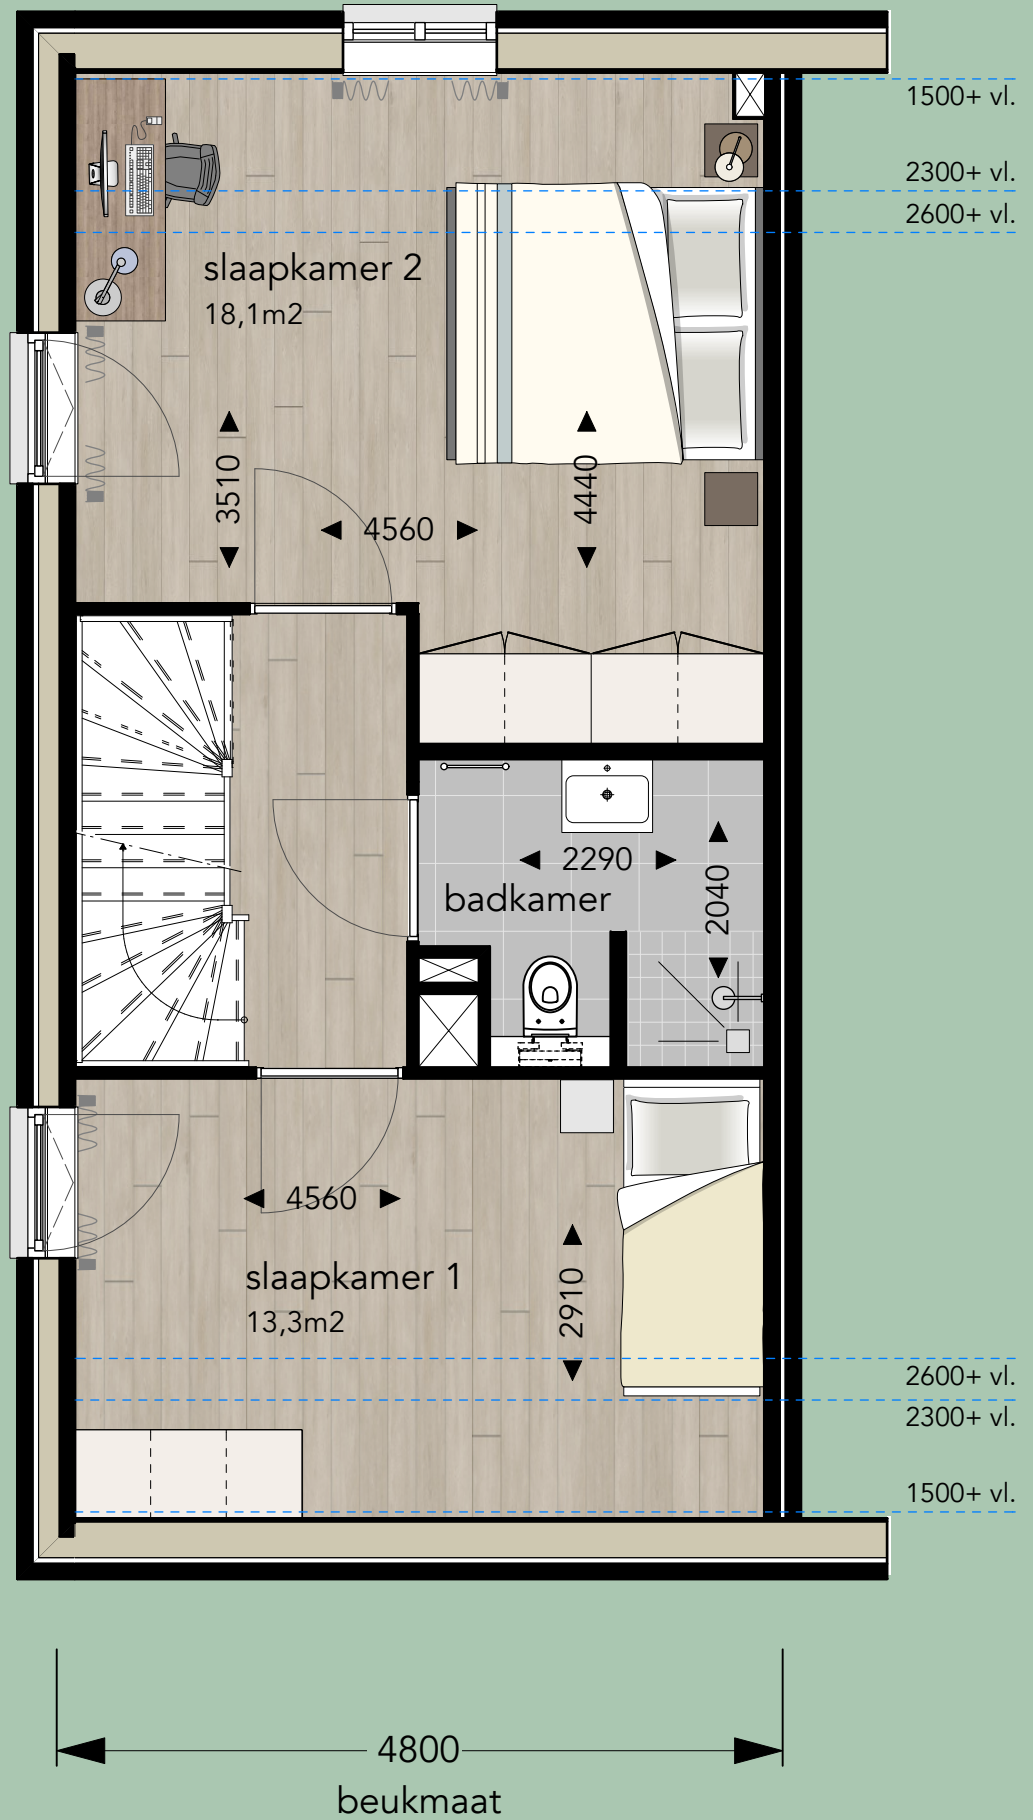 1500+ vl.
2300+ vl.
2600+ vl.
slaapkamer 2
18,1m2
3510
4560
4440
2290
2040
badkamer
4560
slaapkamer 1
13,3m2
2910
2600+ vl.
2300+ vl.
1500+ vl.
4800
beukmaat